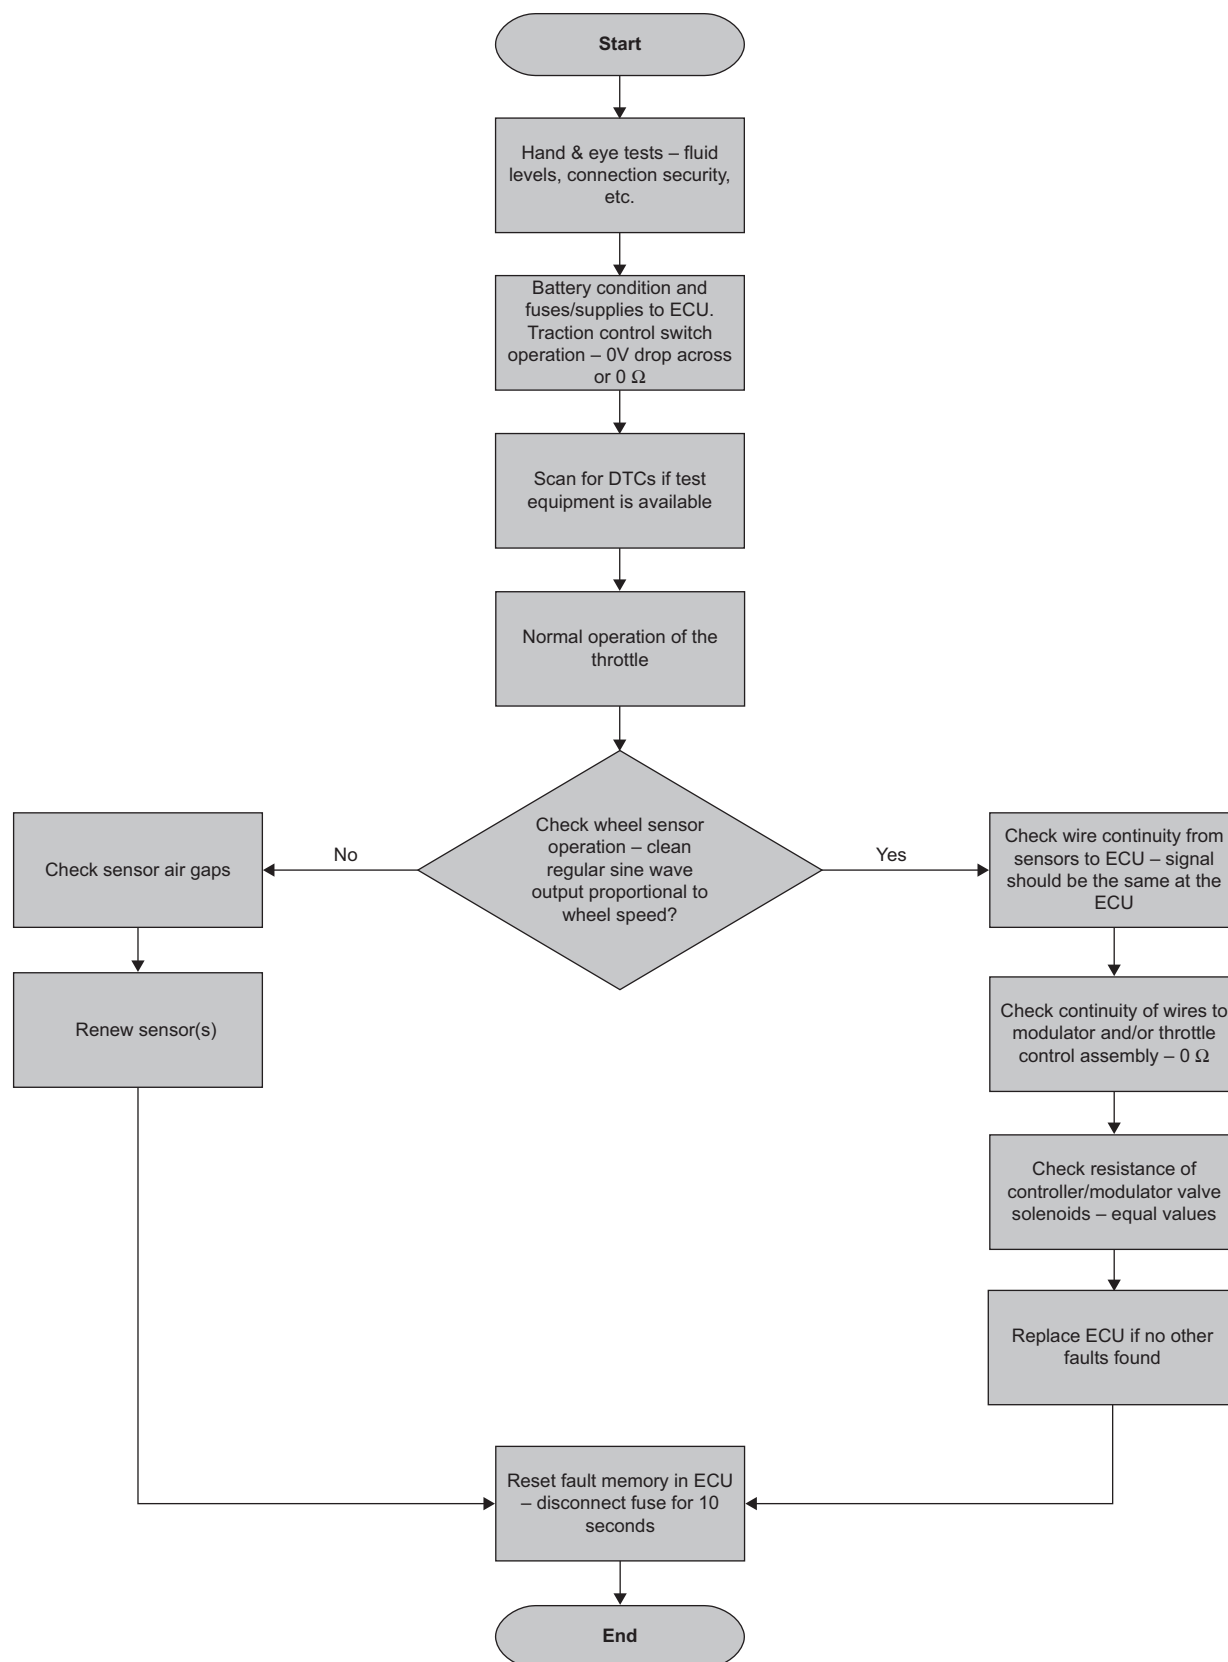 Start
Hand & eye tests – fluid
levels, connection security,
etc.
Battery condition and
fuses/supplies to ECU.
Traction control switch
operation – 0V drop across
or 0 Ω
Scan for DTCs if test
equipment is available
Normal operation of the
throttle
Check wheel sensor
operation – clean
regular sine wave
output proportional to
wheel speed?
No
Check sensor air gaps
Renew sensor(s)
Yes
Check wire continuity from
sensors to ECU – signal
should be the same at the
ECU
Check continuity of wires to
modulator and/or throttle
control assembly – 0 Ω
Check resistance of
controller/modulator valve
solenoids – equal values
Replace ECU if no other
faults found
Reset fault memory in ECU
– disconnect fuse for 10
seconds
End